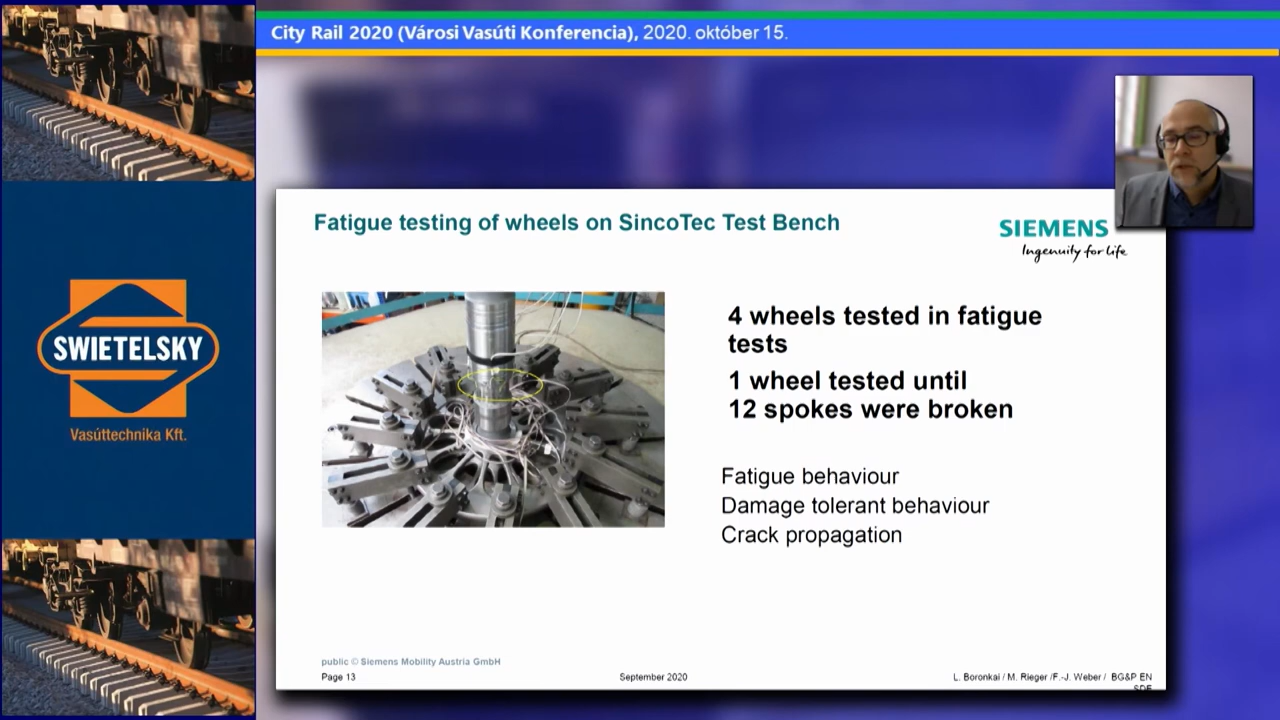 City Rail 2020 (Városi Vasúti Konferencia), 2020. október 15.
SWIETELSKY
Vasúttechnika Kft.
Fatigue testing of wheels on SincoTec Test Bench
SIEMENS
Ingenuity for life
4 wheels tested in fatigue
tests
1 wheel tested until
12 spokes were broken
Fatigue behaviour
Damage tolerant behaviour
Crack propagation
public © Siemens Mobility Austria GmbH
Page 13
September 2020
L. Boronkai / M. Rieger /F.-J. Weber / BG&P EN
SDE